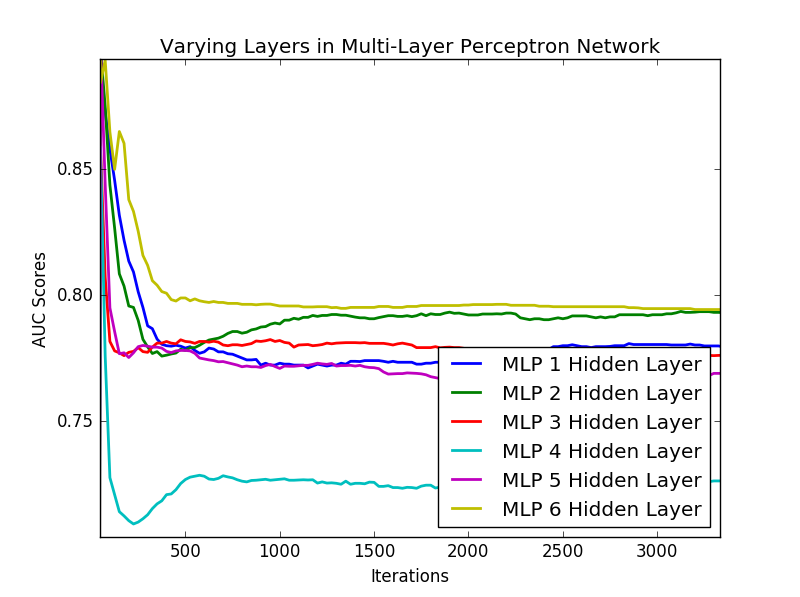 Varying Layers in Multi-Layer Perceptron Network
0.85
0.80
0.75
AUC Scores
MLP 1 Hidden Layer
MLP 2 Hidden Layer
MLP 3 Hidden Layer
MLP 4 Hidden Layer
MLP 5 Hidden Layer
MLP 6 Hidden Layer
500 1000 1500 2000 2500 3000
Iterations